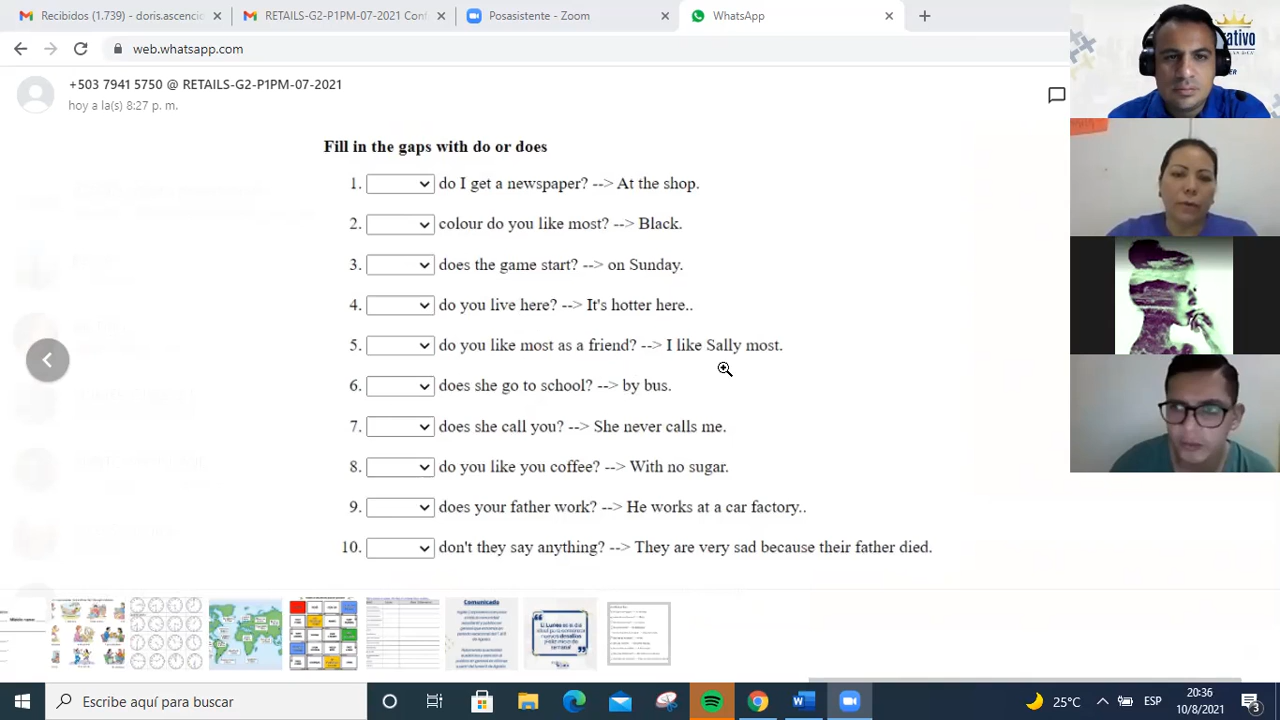 Recibidos (1.739) - doris.ascenci
RETAILS-G2-P1PM-07-2021 Con
Posasistente - Zoom
WhatsApp
web.whatsapp.com
+503 7941 5750 @ RETAILS-G2-P1PM-07-2021
hoy a la(s) 8:27 p. m.
Fill in the gaps with do or does
1. do I get a newspaper? --> At the shop.
2. colour do you like most? --> Black.
3. does the game start? --> on Sunday.
4. do you live here? --> It's hotter here..
5. do you like most as a friend? --> I like Sally most.
6. does she go to school? --> by bus.
7. does she call you? --> She never calls me.
8. do you like you coffee? --> With no sugar.
9. does your father work? --> He works at a car factory..
10. don't they say anything? --> They are very sad because their father died.
Comunicado
Escribe aquí para buscar
25°C
ESP
20:36
10/8/2021
3